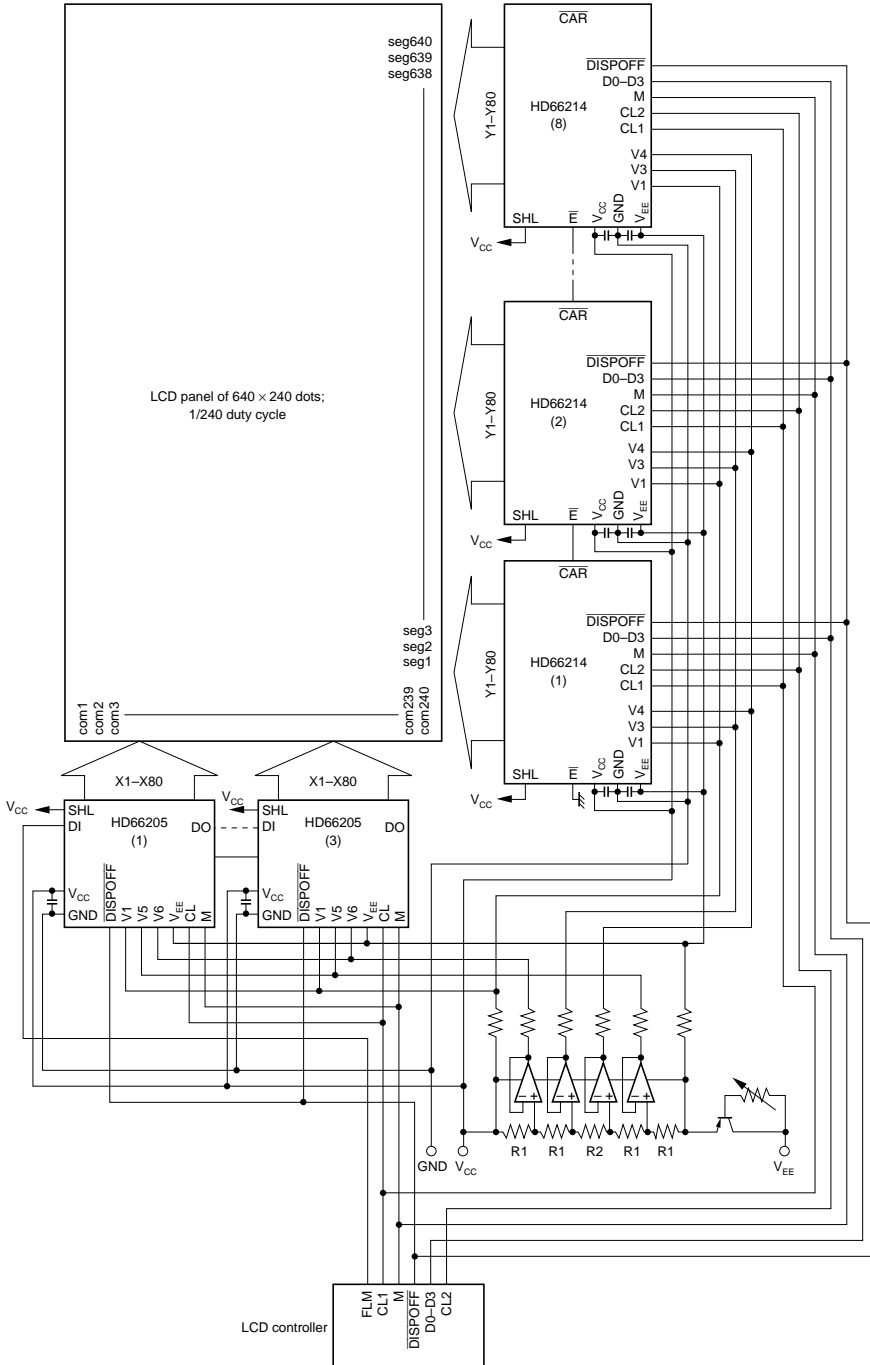 seg640
seg639
seg638
LCD panel of 640 × 240 dots;
1/240 duty cycle
seg3
seg2
seg1
com1
com2
com3
com239
com240
Y1–Y80
CAR
HD66214
(8)
DISPOFF
D0–D3
M
CL2
CL1
V4
V3
V1
SHL
E
VCC
GND
VEE
VCC
Y1–Y80
CAR
HD66214
(2)
DISPOFF
D0–D3
M
CL2
CL1
V4
V3
V1
SHL
E
VCC
GND
VEE
VCC
Y1–Y80
CAR
HD66214
(1)
DISPOFF
D0–D3
M
CL2
CL1
V4
V3
V1
SHL
E
VCC
GND
VEE
VCC
X1–X80
VCC
SHL
DI
HD66205
(1)
DO
VCC
GND
DISPOFF
V1
V5
V6
VEE
CL
M
X1–X80
VCC
SHL
DI
HD66205
(3)
DO
VCC
GND
DISPOFF
V1
V5
V6
VEE
CL
M
– +
– +
– +
– +
R1
R1
R2
R1
R1
GND
VCC
VEE
LCD controller
FLM
CL1
M
DISPOFF
D0–D3
CL2